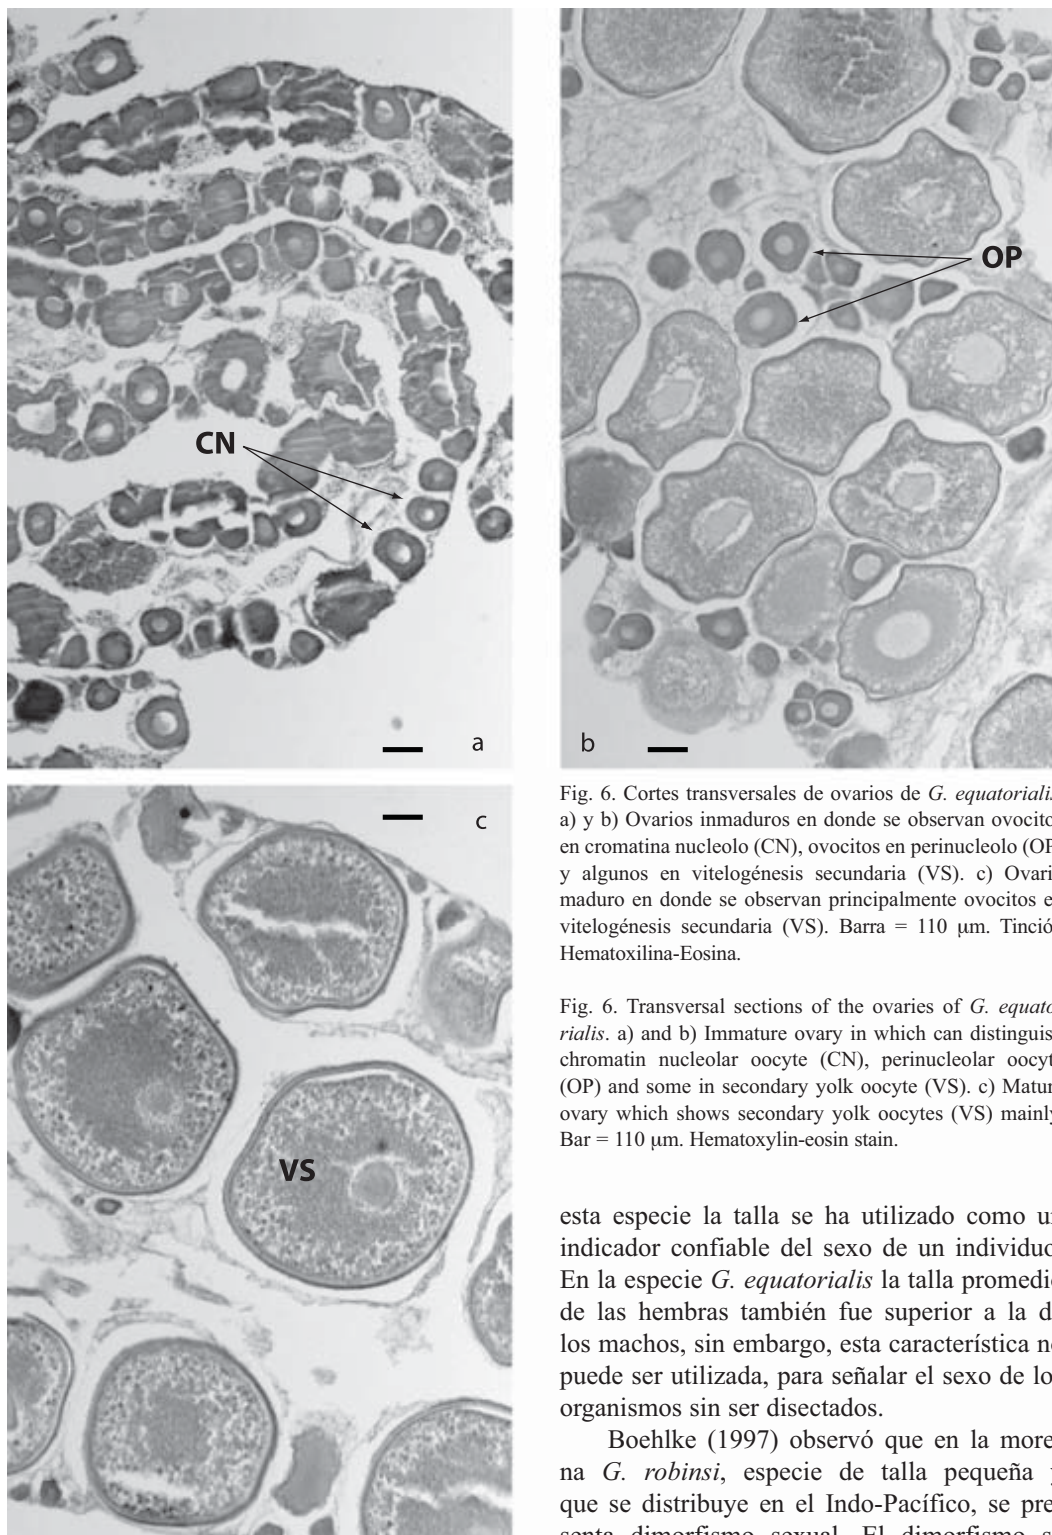 CN
a
OP
b
c
VS
Fig. 6. Cortes transversales de ovarios de G. equatorialis
a) y b) Ovarios inmaduros en donde se observan ovocito
en cromatina nucleolo (CN), ovocitos en perinucleolo (OP
y algunos en vitelogénesis secundaria (VS). c) Ovari
maduro en donde se observan principalmente ovocitos e
vitelogénesis secundaria (VS). Barra = 110 µm. Tinció
Hematoxilina-Eosina.
Fig. 6. Transversal sections of the ovaries of G. equato
rialis. a) and b) Immature ovary in which can distinguis
chromatin nucleolar oocyte (CN), perinucleolar oocyt
(OP) and some in secondary yolk oocyte (VS). c) Matur
ovary which shows secondary yolk oocytes (VS) mainly
Bar = 110 µm. Hematoxylin-eosin stain.
esta especie la talla se ha utilizado como u
indicador confiable del sexo de un individuo
En la especie G. equatorialis la talla promedi
de las hembras también fue superior a la d
los machos, sin embargo, esta característica n
puede ser utilizada, para señalar el sexo de lo
organismos sin ser disectados.
Boehlke (1997) observó que en la more
na G. robinsi, especie de talla pequeña y
que se distribuye en el Indo-Pacífico, se pre
senta dimorfismo sexual. El dimorfismo s